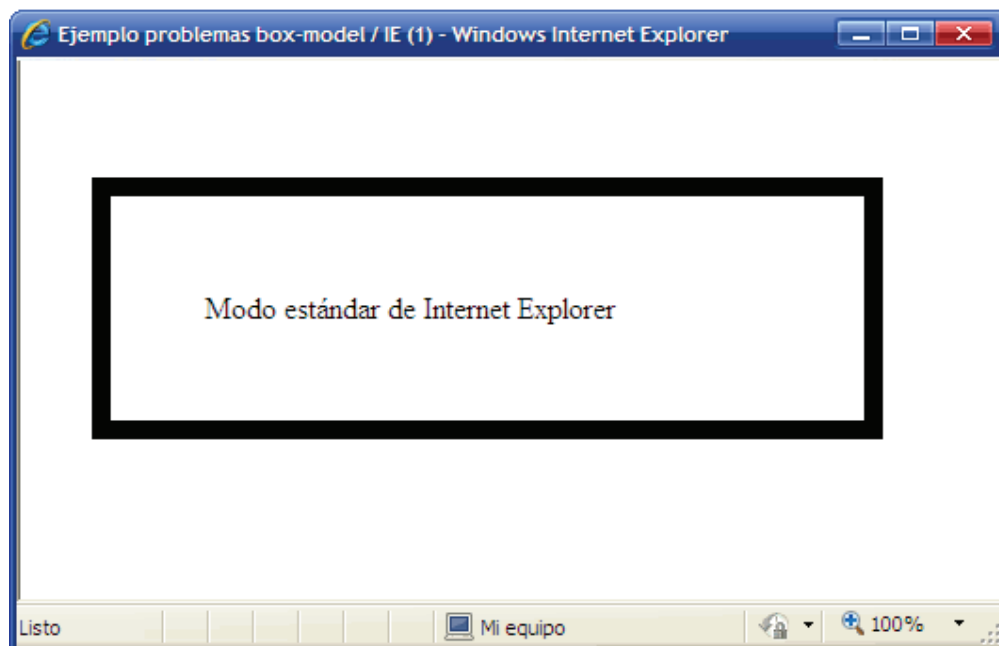 Ejemplo problemas box-model / IE (1) - Windows Internet Explorer
Modo estándar de Internet Explorer
Listo
Mi equipo
100%